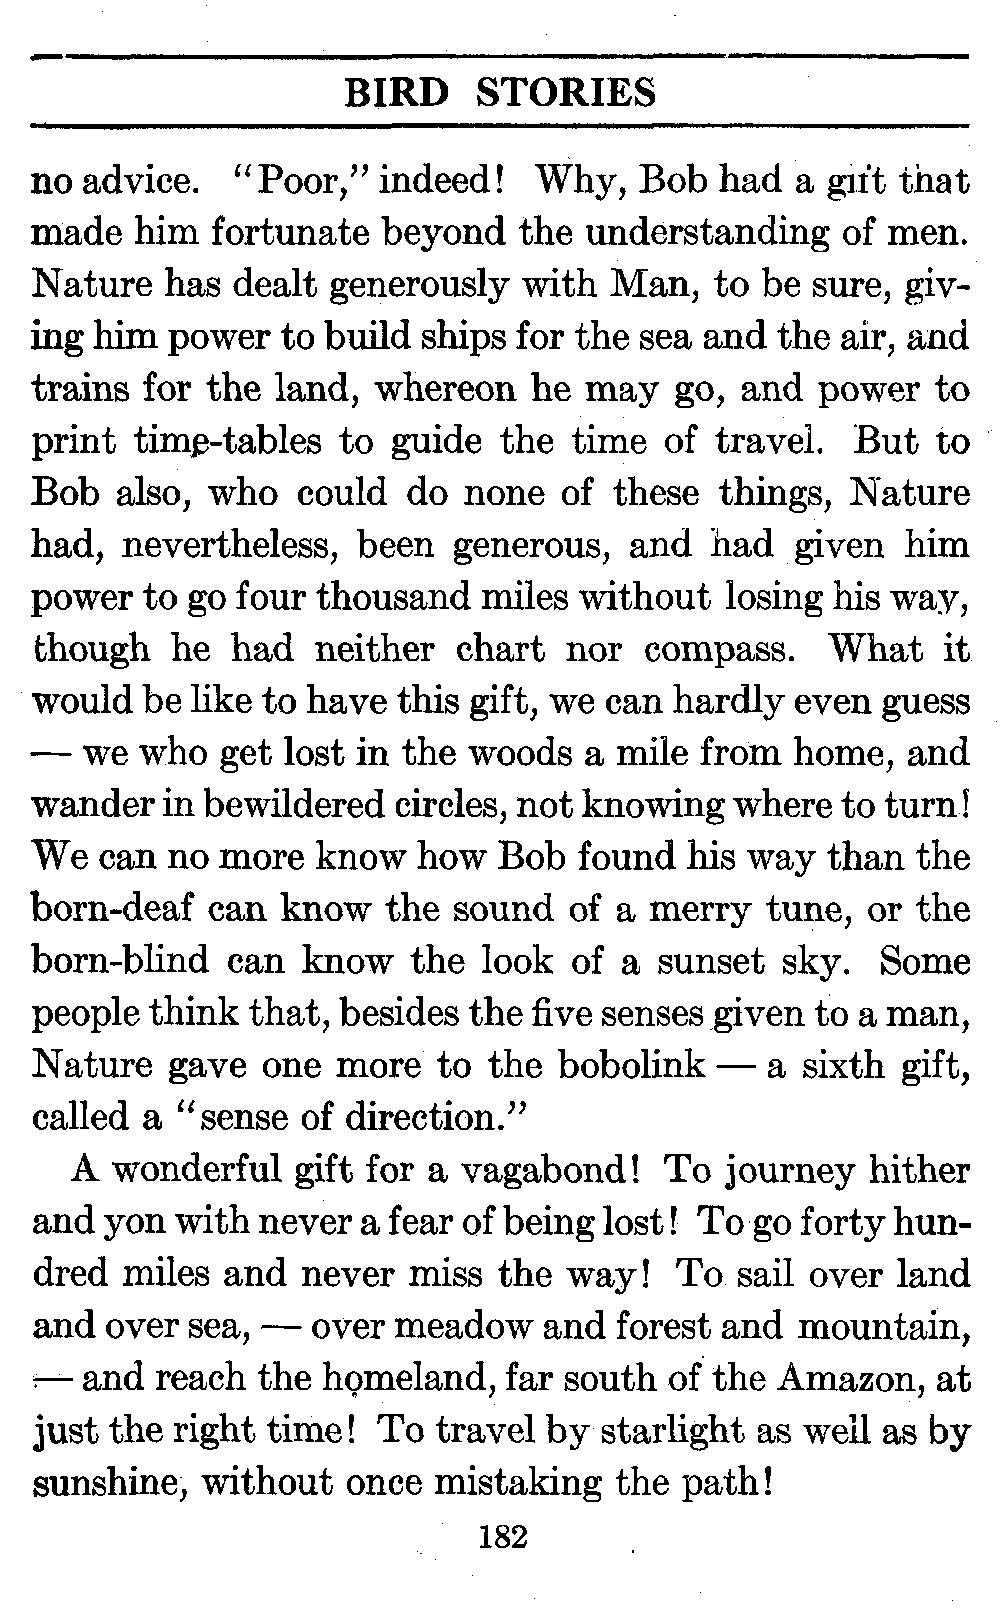 BIRD STORIES
no advice. “Poor,” indeed! Why, Bob had a gift that
made him fortunate beyond the understanding of men.
Nature has dealt generously with Man, to be sure, giv-
ing him power to build ships for the sea and the air, and
trains for the land, whereon he may go, and power to
print time-tables to guide the time of travel. But to
Bob also, who could do none of these things, Nature
had, nevertheless, been generous, and had given him
power to go four thousand miles without losing his way,
though he had neither chart nor compass. What it
would be like to have this gift, we can hardly even guess
— we who get lost in the woods a mile from home, and
wander in bewildered circles, not knowing where to turn!
We can no more know how Bob found his way than the
born-deaf can know the sound of a merry tune, or the
born-blind can know the look of a sunset sky. Some
people think that, besides the five senses given to a man,
Nature gave one more to the bobolink — a sixth gift,
called a “sense of direction.”
A wonderful gift for a vagabond! To journey hither
and yon with never a fear of being lost! To go forty hun-
dred miles and never miss the way! To sail over land
and over sea, — over meadow and forest and mountain,
— and reach the homeland, far south of the Amazon, at
just the right time! To travel by starlight as well as by
sunshine, without once mistaking the path!
182